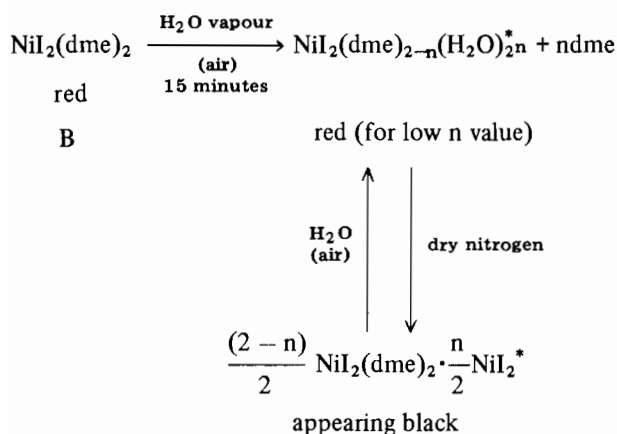 NiI₂(dme)₂ H₂O vapour (air) 15 minutes NiI₂(dme)₂₋ₙ(H₂O)*₂ₙ + ndme
red
B
red (for low n value)
H₂O (air)
dry nitrogen
(2 – n)/2 NiI₂(dme)₂ · n/2 NiI₂*
appearing black